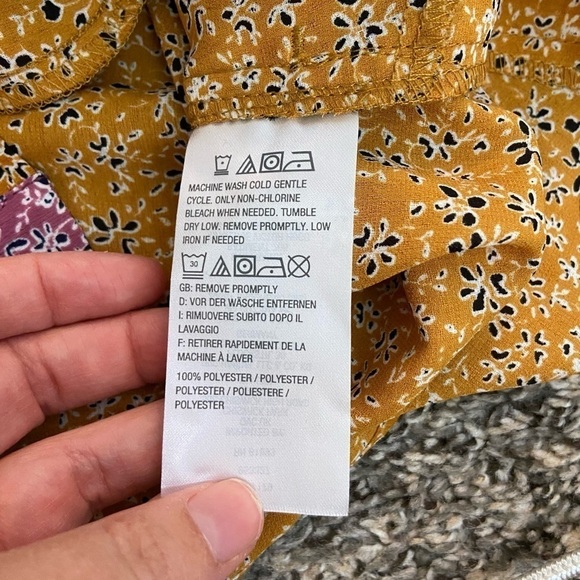 MACHINE WASH COLD GENTLE
CYCLE. ONLY NON-CHLORINE
BLEACH WHEN NEEDED. TUMBLE
DRY LOW. REMOVE PROMPTLY. LOW
IRON IF NEEDED
30
GB: REMOVE PROMPTLY
D: VOR DER WÄSCHE ENTFERNEN
I: RIMUOVERE SUBITO DOPO IL
LAVAGGIO
F: RETIRER RAPIDEMENT DE LA
MACHINE À LAVER
100% POLYESTER / POLYESTER /
POLYESTER / POLIESTERE /
POLYESTER